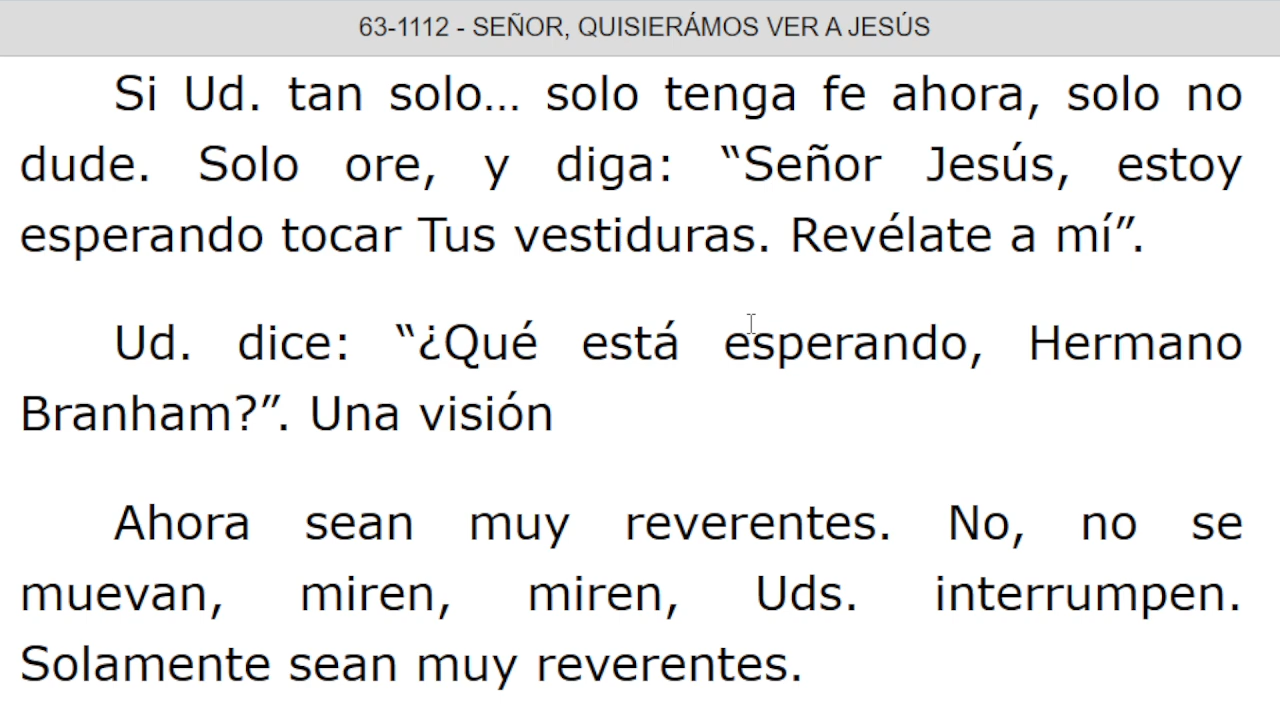 63-1112 - SEÑOR, QUISIERÁMOS VER A JESÚS
Si Ud. tan solo... solo tenga fe ahora, solo no
dude. Solo ore, y diga: “Señor Jesús, estoy
esperando tocar Tus vestiduras. Revélate a mí”.
Ud. dice: “¿Qué está esperando, Hermano
Branham?”. Una visión
Ahora sean muy reverentes. No, no se
muevan, miren, miren, Uds. interrumpen.
Solamente sean muy reverentes.